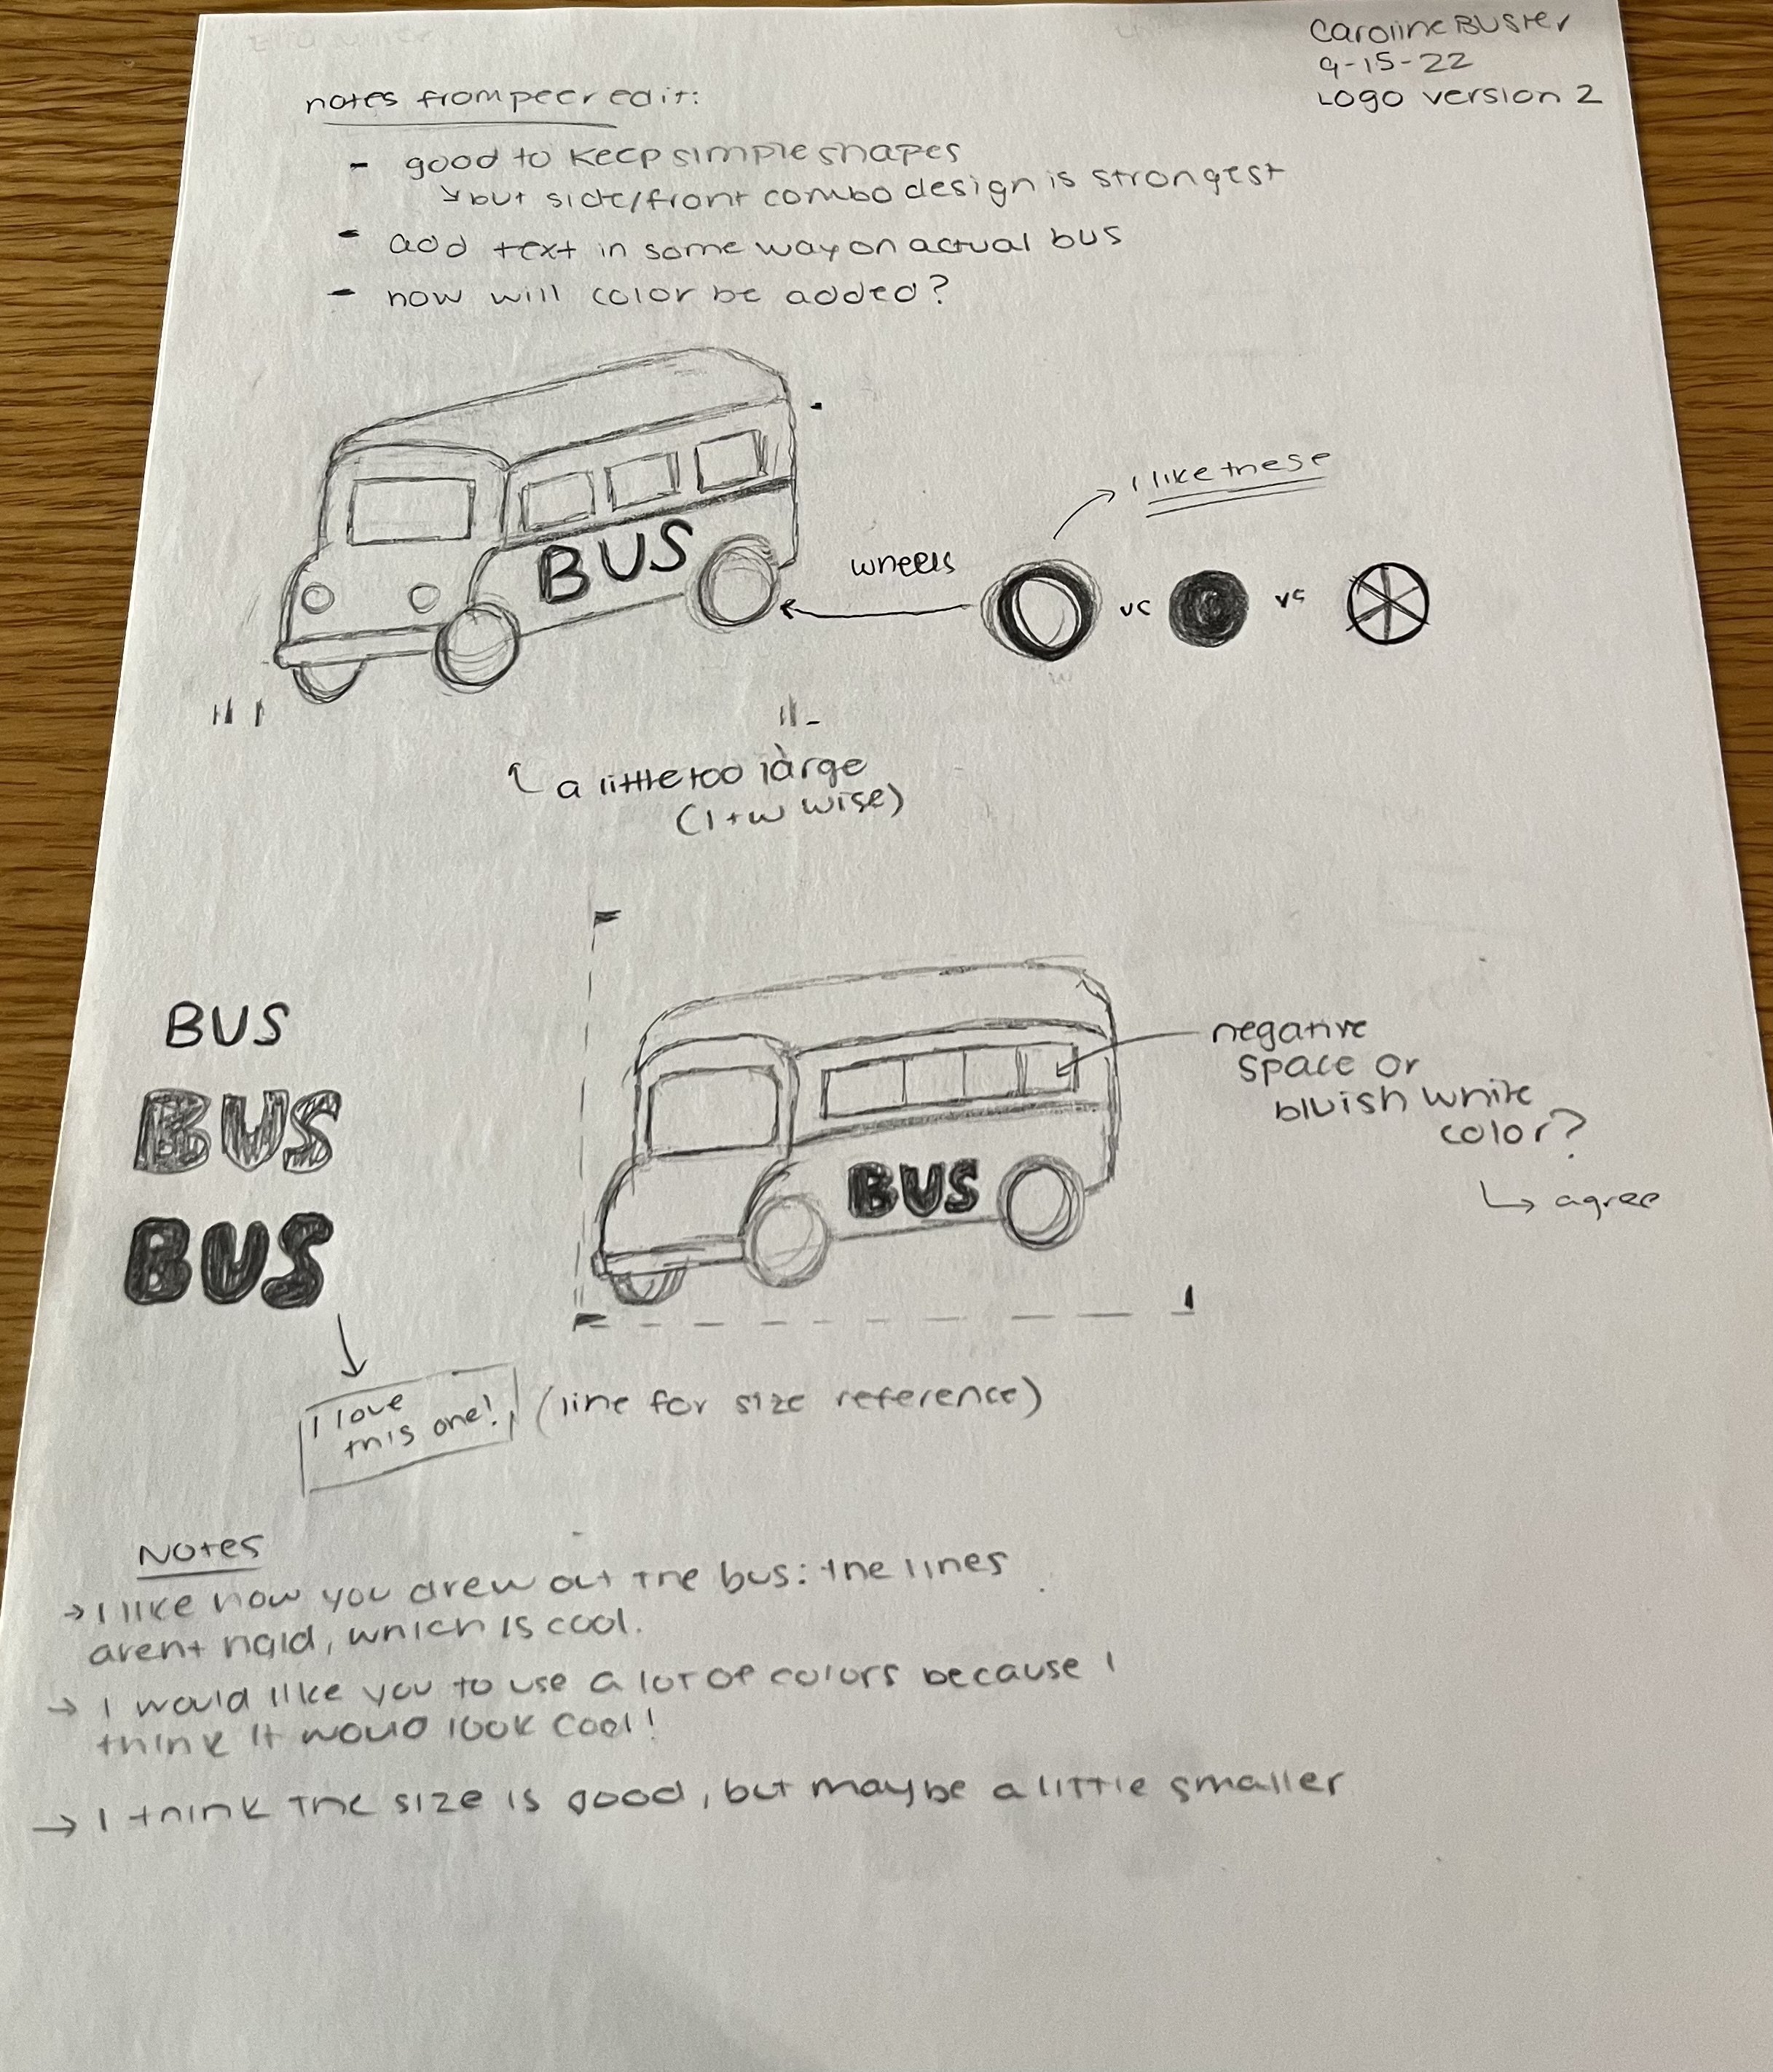 Caroline Buster
9-15-22
Logo version 2
notes from peer edit:
- good to keep simple shapes
↘ but side/front combo design is strongest
- add text in some way on actual bus
- how will color be added?
BUS
wheels
I like these
vs
vs
a little too large
(l+w wise)
BUS
BUS
BUS
I love
this one!
BUS
negative
space or
bluish white
color?
↳ agree
(line for size reference)
Notes
→ I like how you drew out the bus: the lines
arent rigid, which is cool.
→ I would like you to use a lot of colors because I
think it would look cool!
→ I think the size is good, but maybe a little smaller